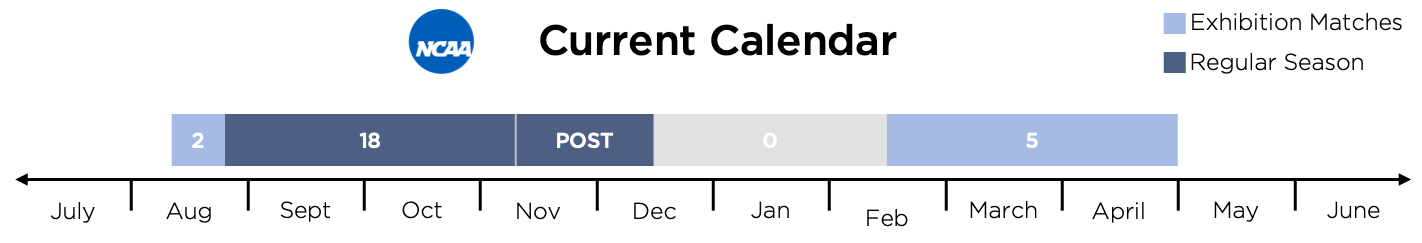 NCAA
Current Calendar
Exhibition Matches
Regular Season
2 18 POST 0 5
July Aug Sept Oct Nov Dec Jan Feb March April May June